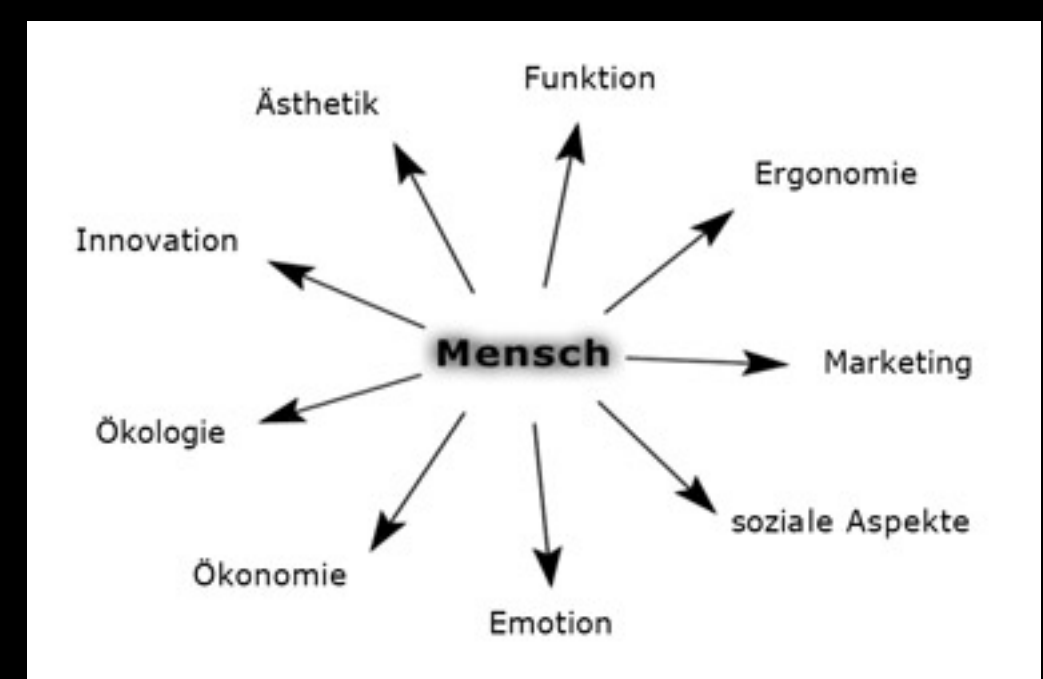 Funktion
Ästhetik
Ergonomie
Innovation
Mensch
Marketing
Ökologie
soziale Aspekte
Ökonomie
Emotion